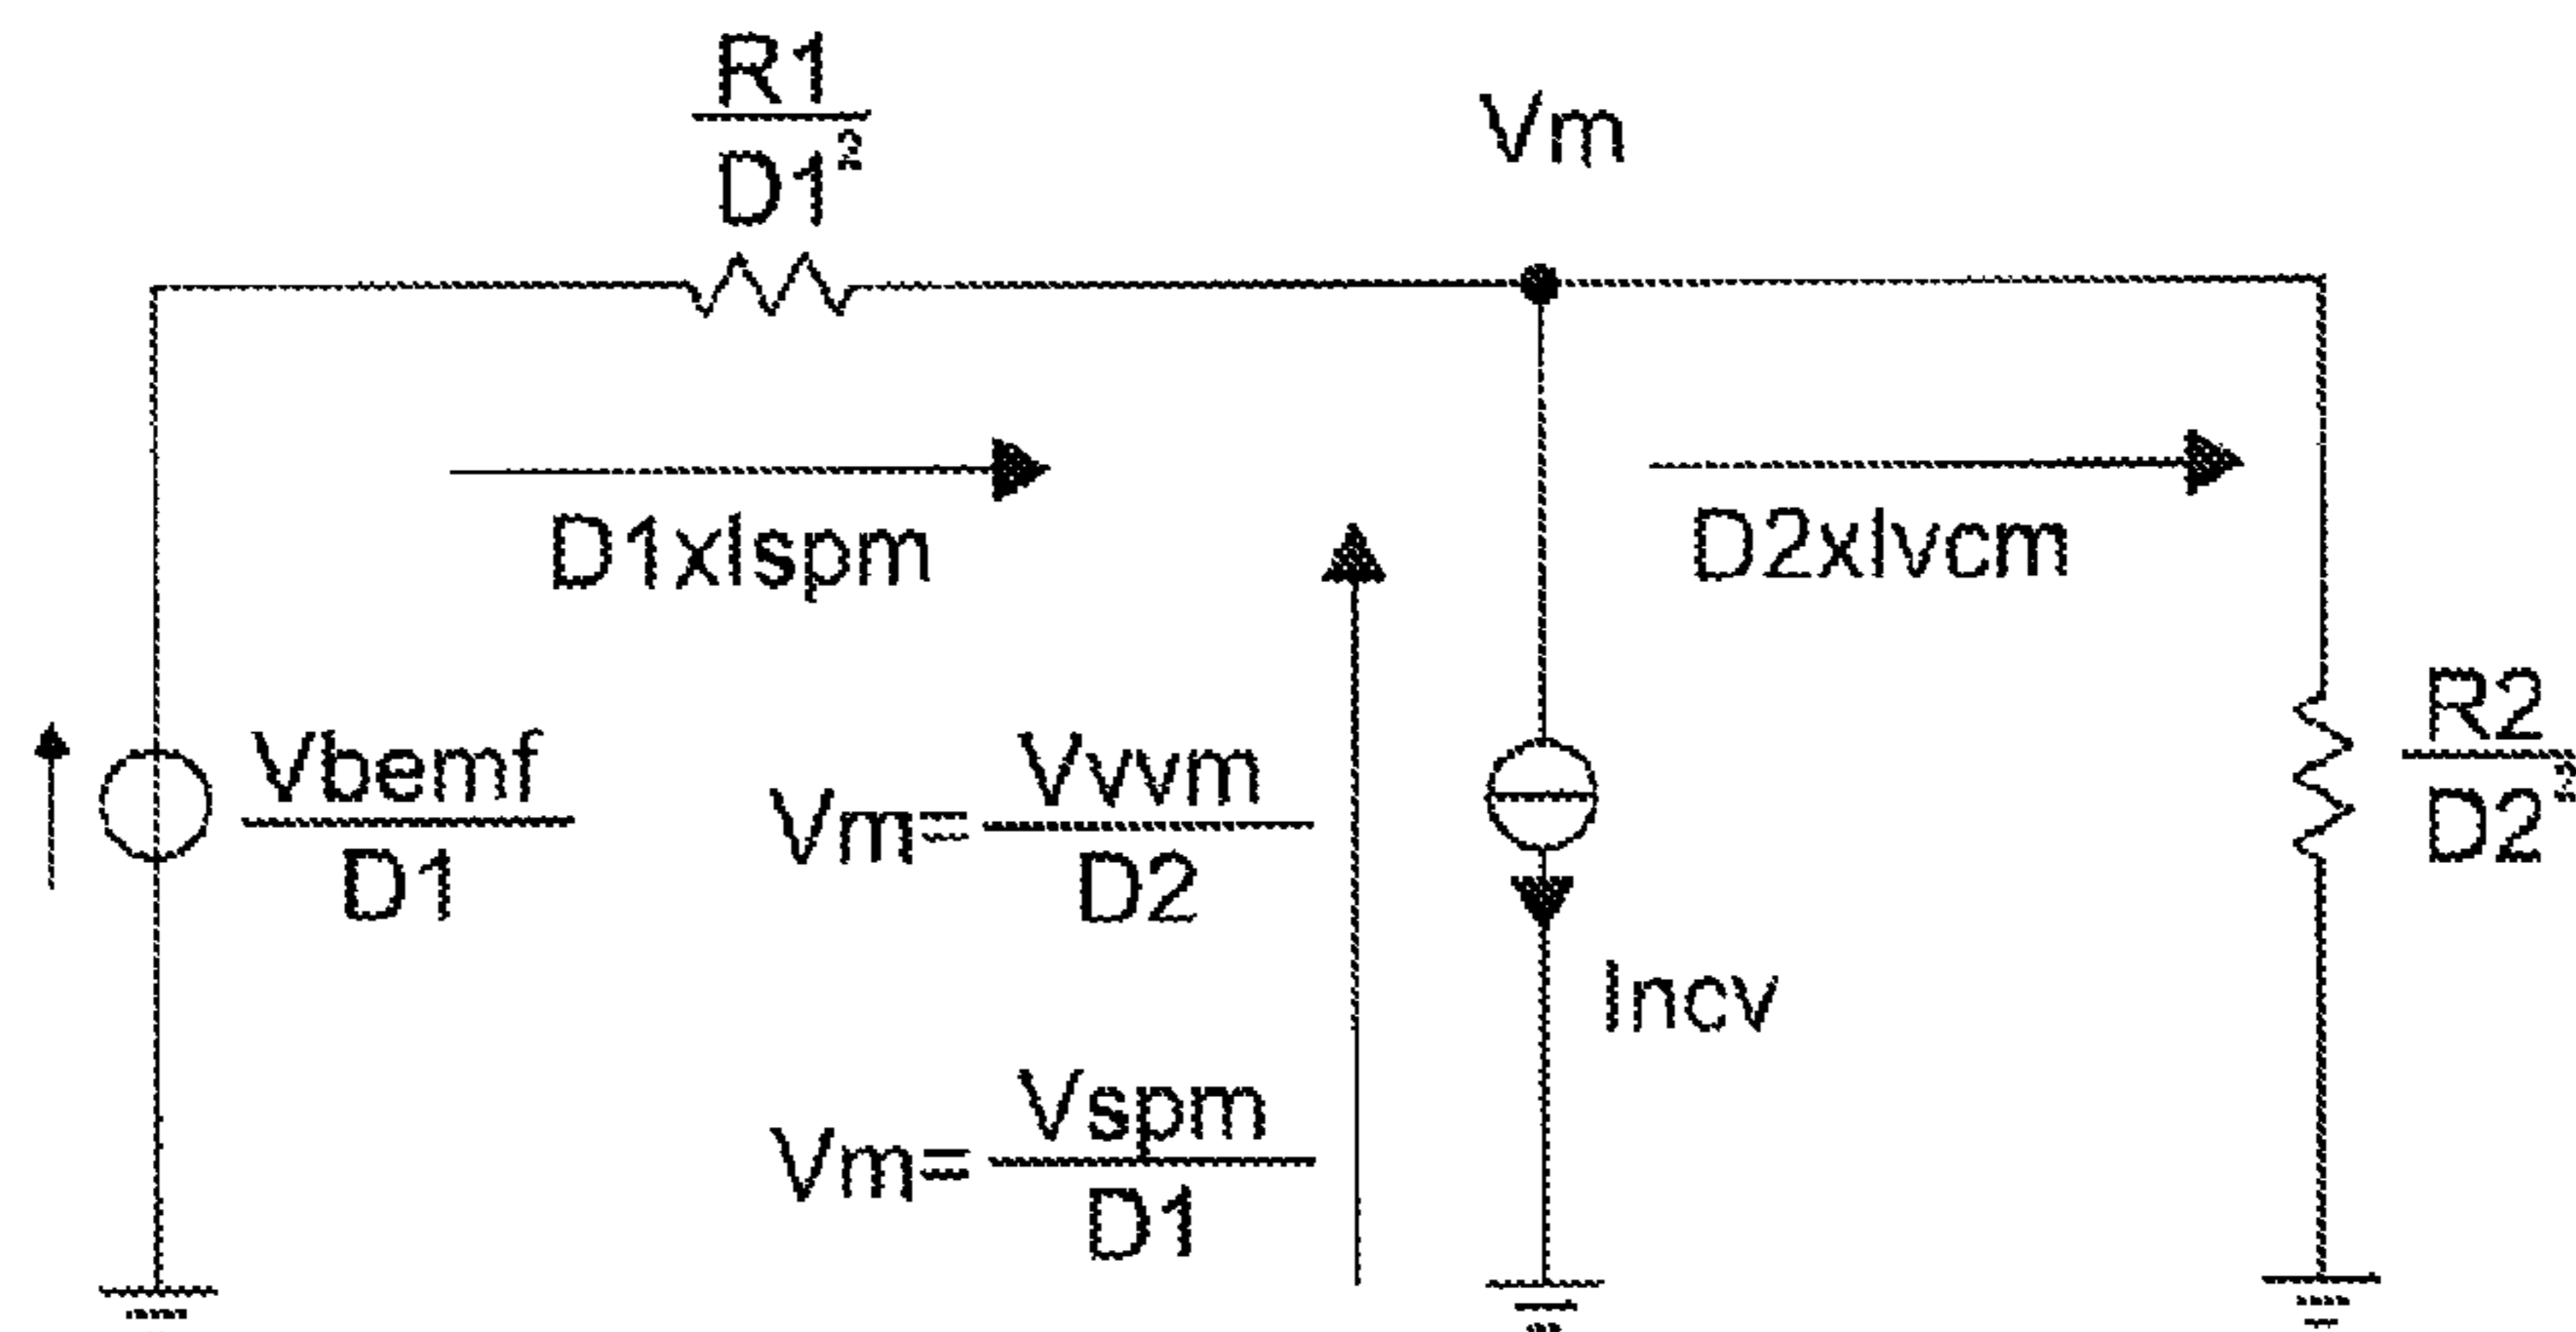 R1
D1²
Vm
D1xIspm
D2xIvcm
Vbemf
D1
Vm=
Vvvm
D2
R2
D2²
Incv
Vm=
Vspm
D1